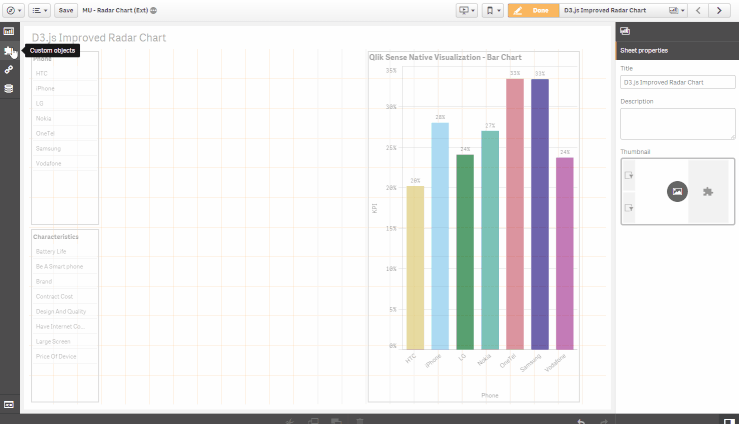 Save
MU - Radar Chart (Ext)
Done
D3.js Improved Radar Chart
D3.js Improved Radar Chart
Custom objects
Phone
HTC
iPhone
LG
Nokia
OneTel
Samsung
Vodafone
Characteristics
Battery Life
Be A Smartphone
Brand
Contract Cost
Design And Quality
Have Internet Co...
Large Screen
Price Of Device
Qlik Sense Native Visualization - Bar Chart
KPI
35%
30%
25%
20%
15%
10%
5%
0%
20%
28%
24%
27%
33%
33%
24%
HTC
iPhone
LG
Nokia
OneTel
Samsung
Vodafone
Phone
Sheet properties
Title
D3.js Improved Radar Chart
Description
Thumbnail